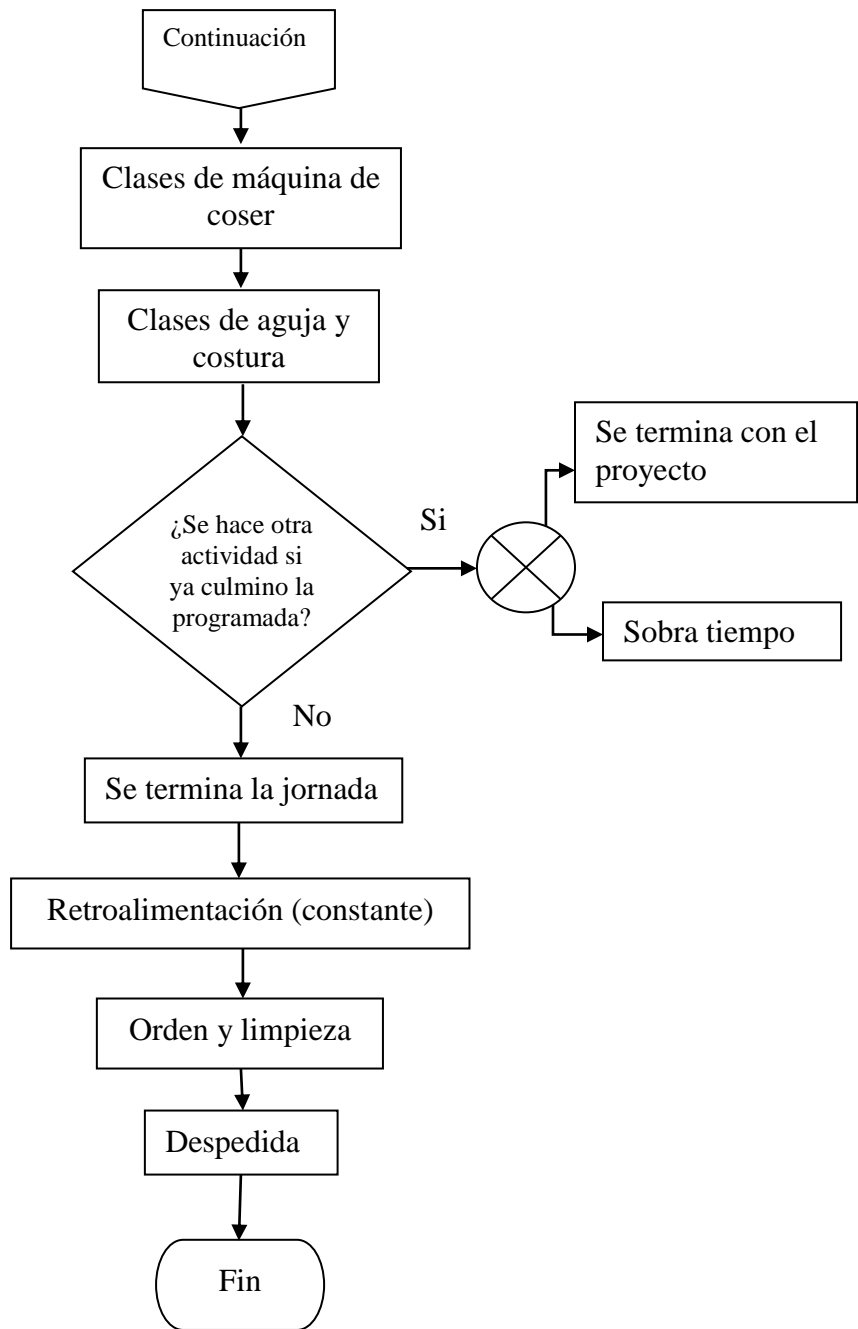 Continuación
Clases de máquina de
coser
Clases de aguja y
costura
¿Se hace otra
actividad si
ya culmino la
programada?
Si
Se termina con el
proyecto
Sobra tiempo
No
Se termina la jornada
Retroalimentación (constante)
Orden y limpieza
Despedida
Fin